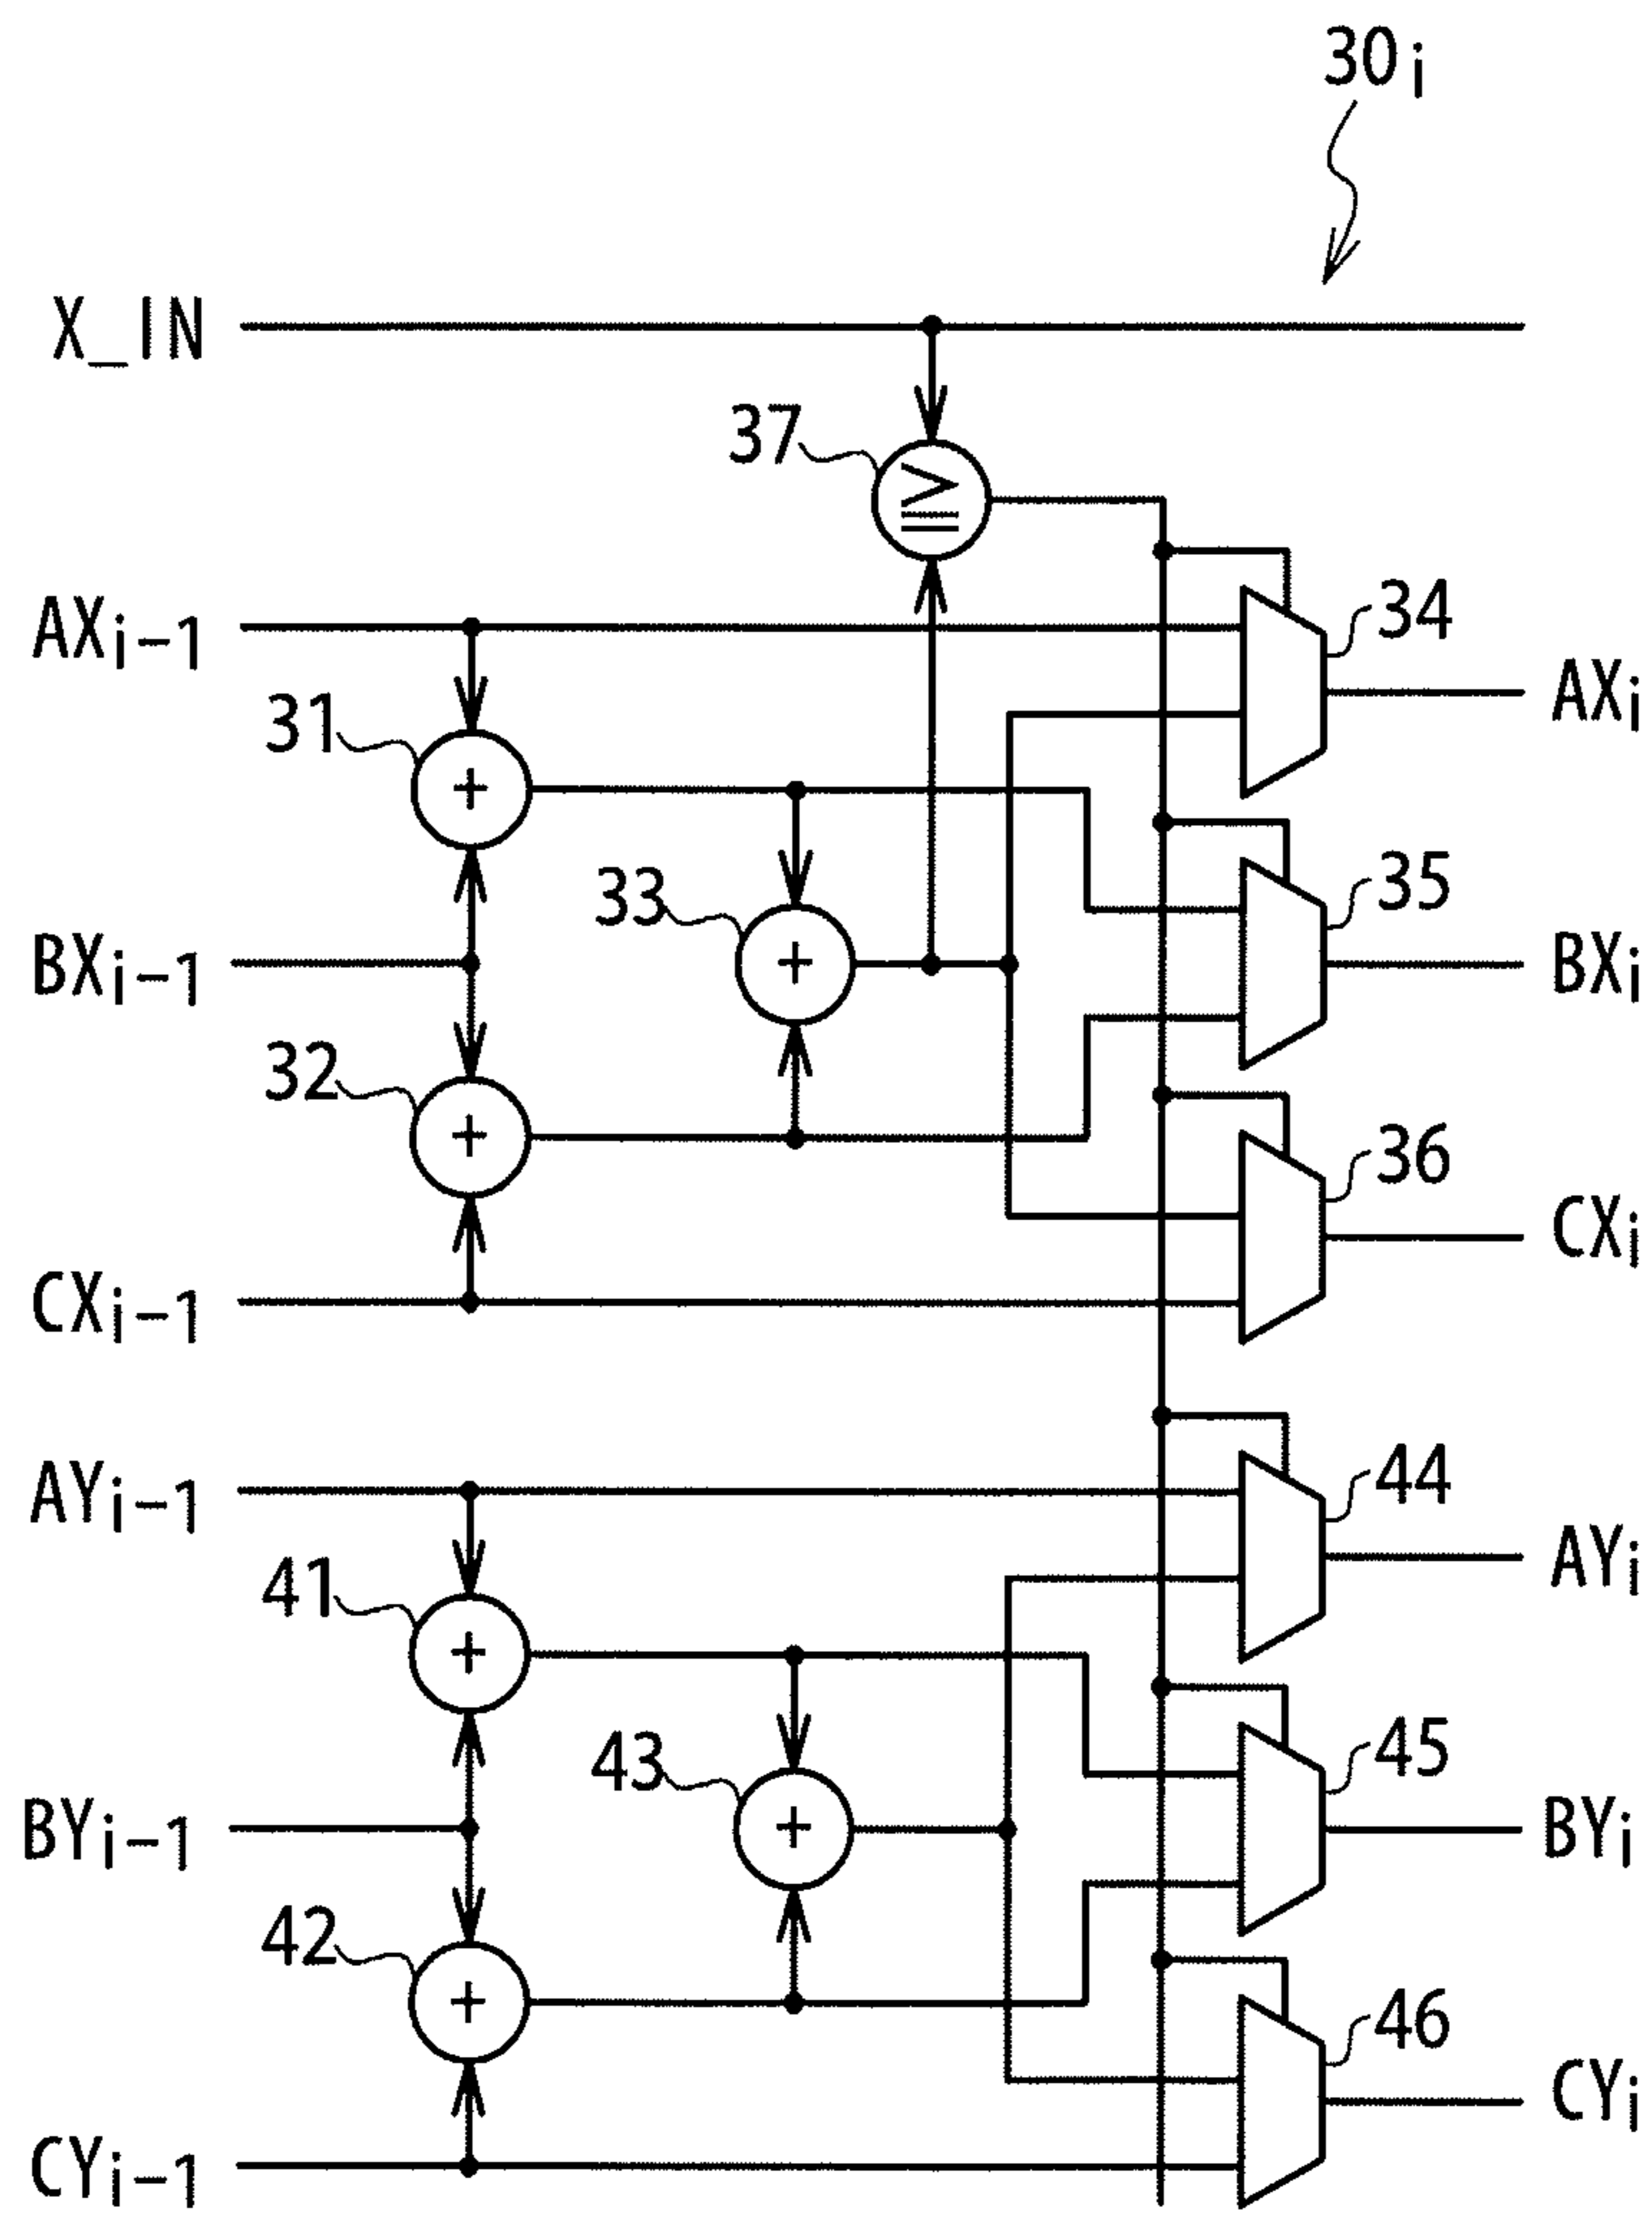 30i
X_IN
37
≧
AXi-1
34
AXi
31
+
35
33
BXi-1
+
BXi
32
+
36
CXi
CXi-1
AYi-1
44
AYi
41
+
45
43
BYi-1
+
BYi
42
+
46
CYi
CYi-1